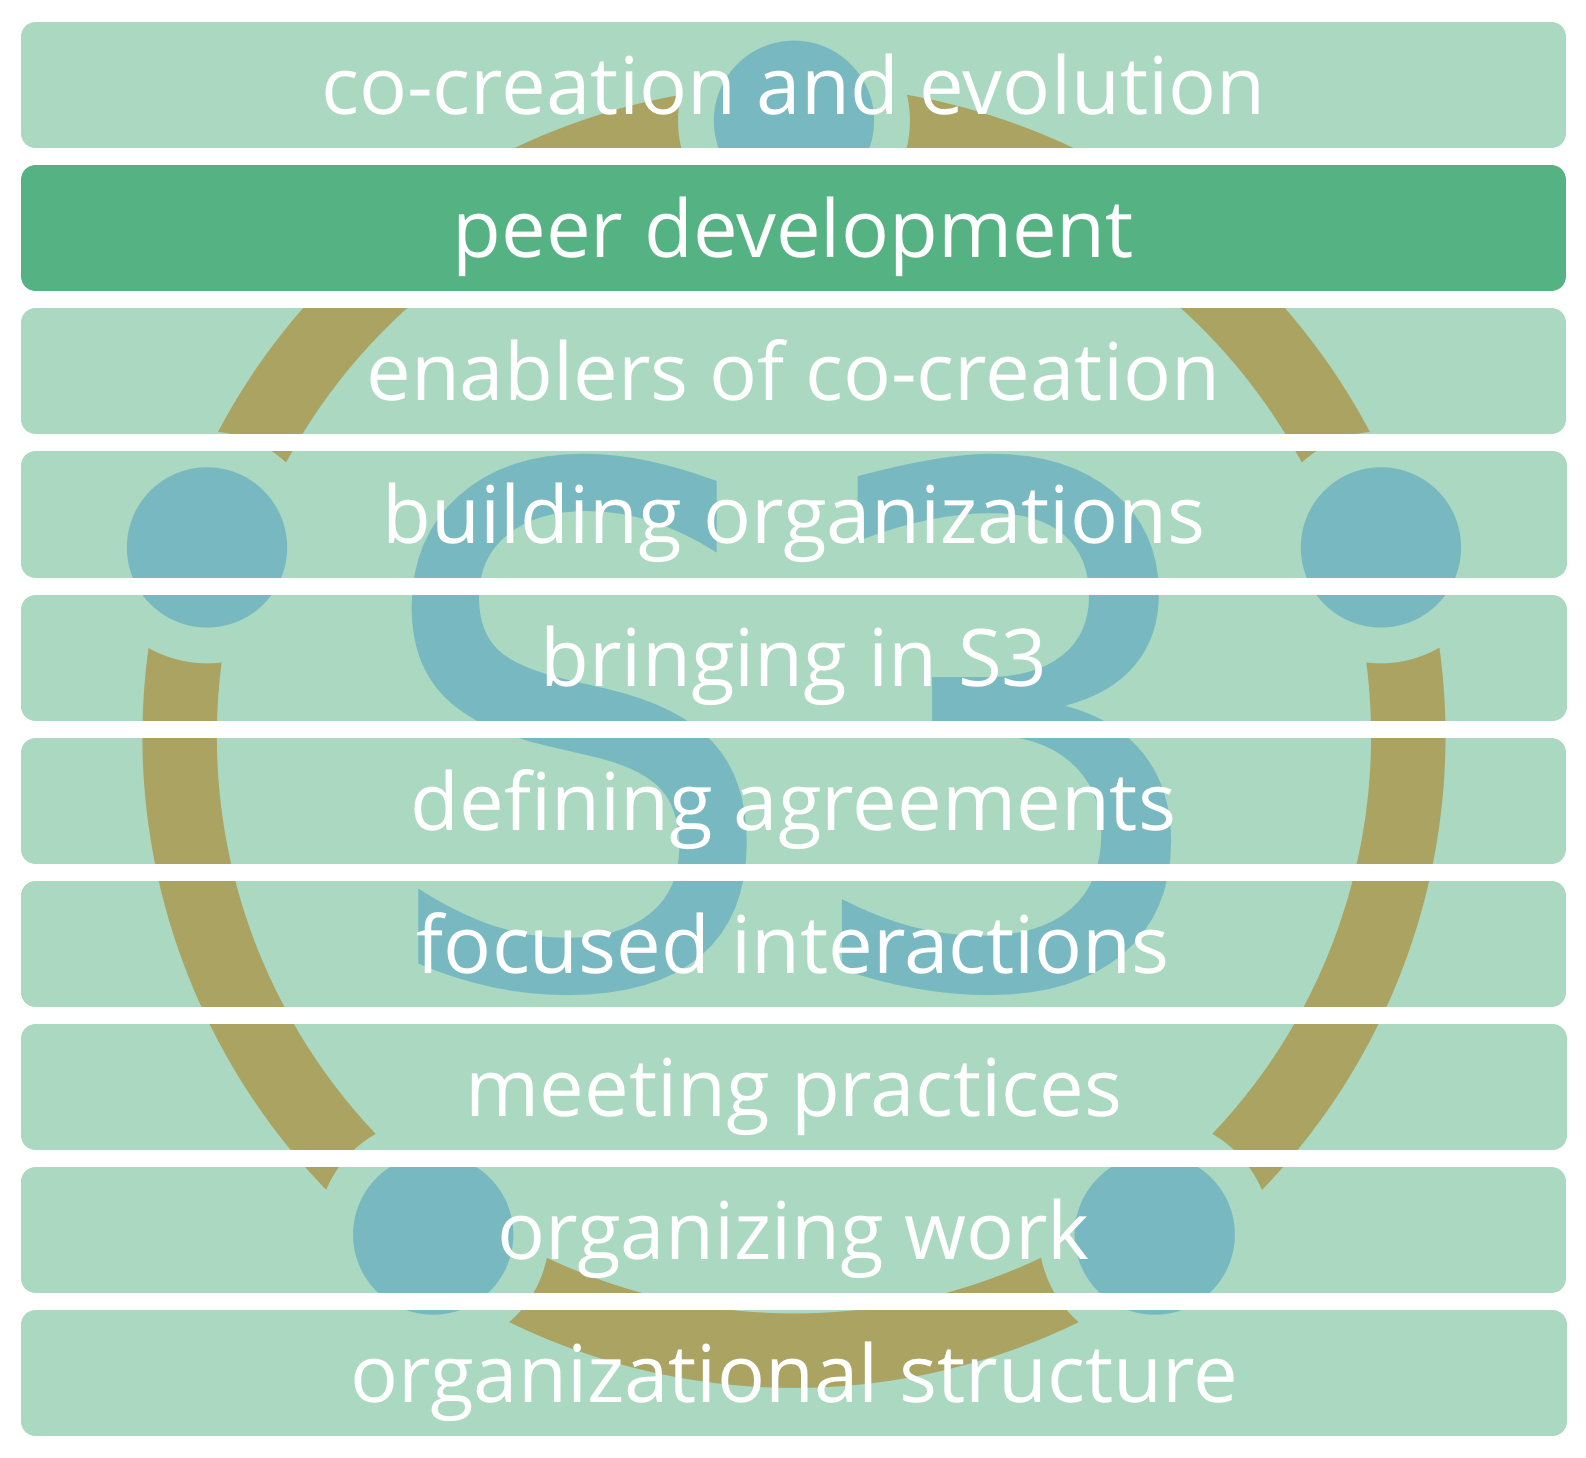 co-creation and evolution
peer development
enablers of co-creation
building organizations
bringing in S3
defining agreements
focused interactions
meeting practices
organizing work
organizational structure
S3